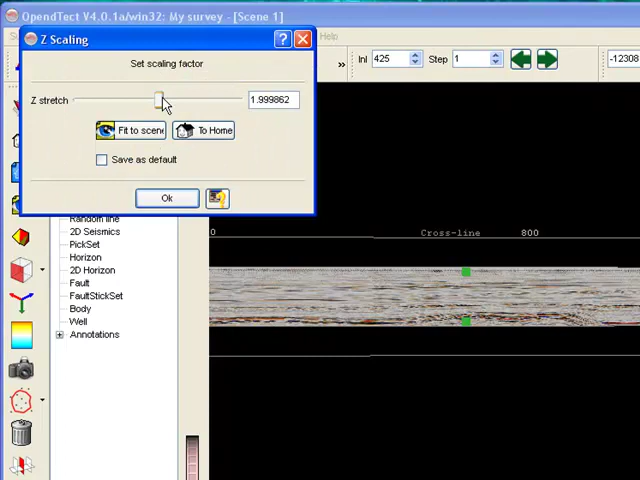 OpendTect V4.0.1a/win32: My survey - [Scene 1]
Z Scaling
?
Set scaling factor
Z stretch
1.999862
Fit to scene
To Home
Save as default
Ok
»
Inl
425
Step
1
-12308
Random line
2D Seismics
PickSet
Horizon
2D Horizon
Fault
FaultStickSet
Body
Well
Annotations
0
Cross-line
800